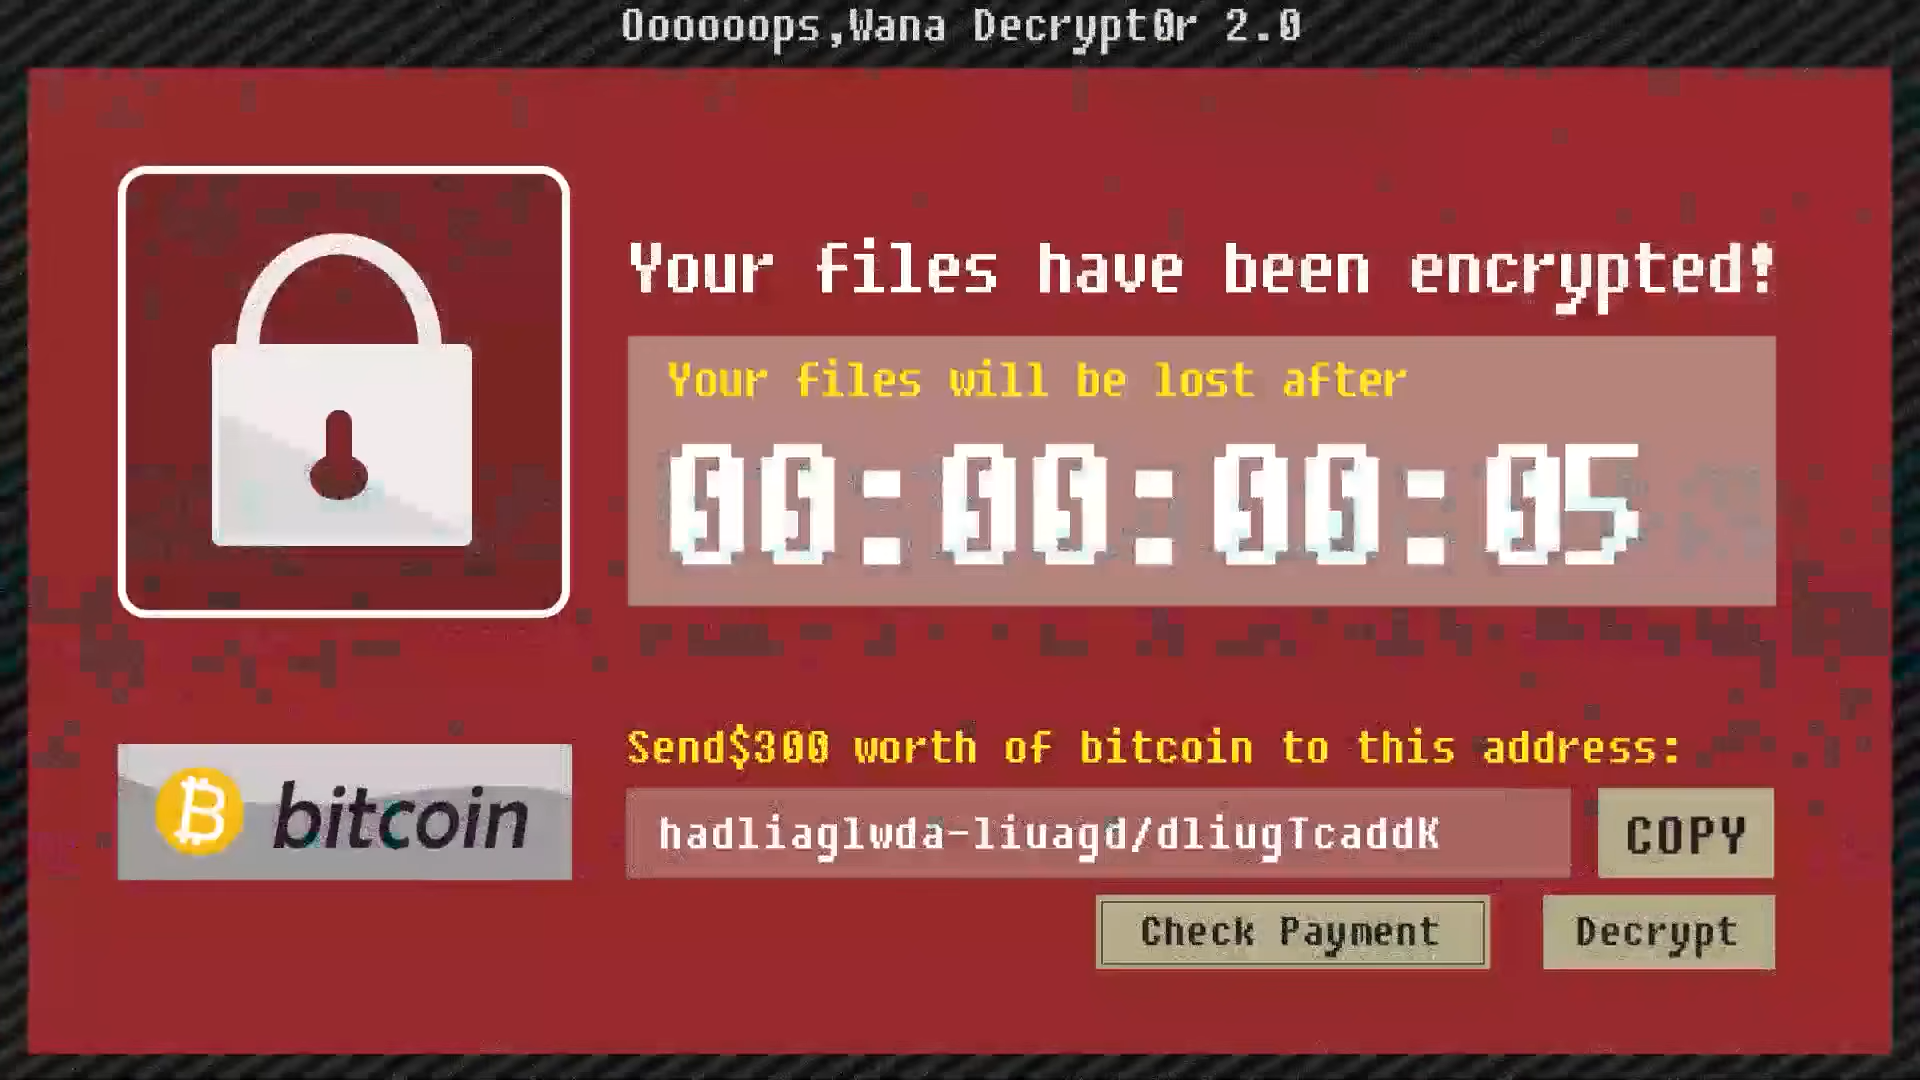 Oooooops,Wana Decrypt0r 2.0
Your files have been encrypted!
Your files will be lost after
00:00:00:05
Send$300 worth of bitcoin to this address:
bitcoin
hadliaglwda-liuagd/dliugTcaddK
COPY
Check Payment
Decrypt